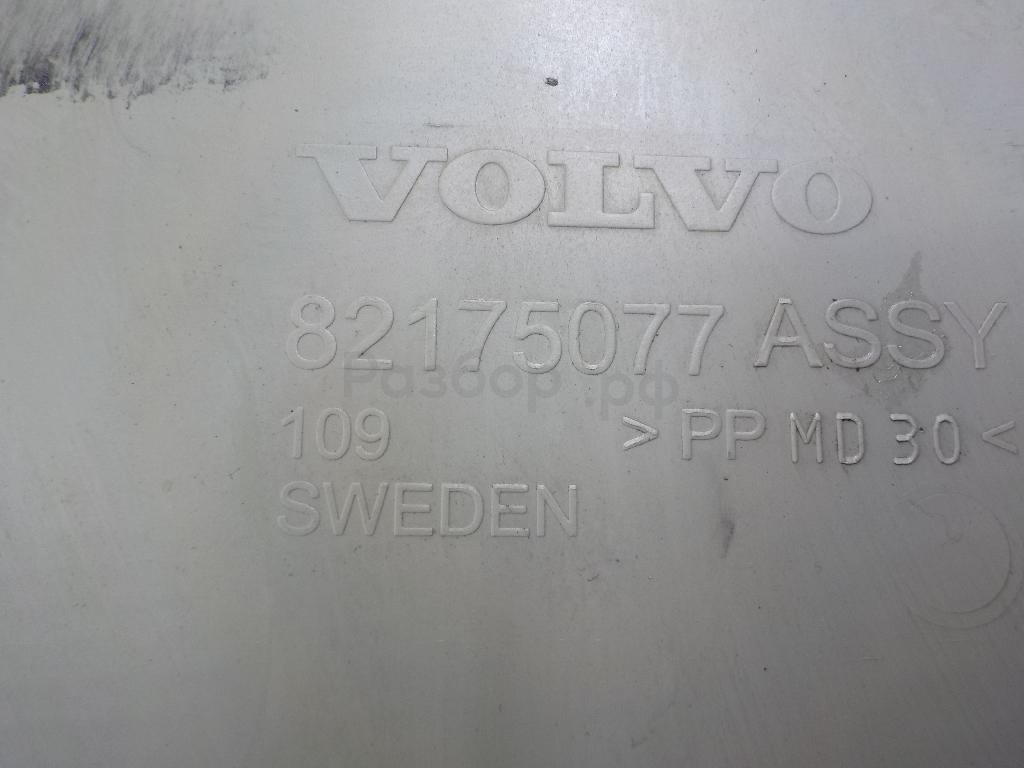 VOLVO
82175077 ASSY
Разбор.рф
109 > PP MD 30 <
SWEDEN